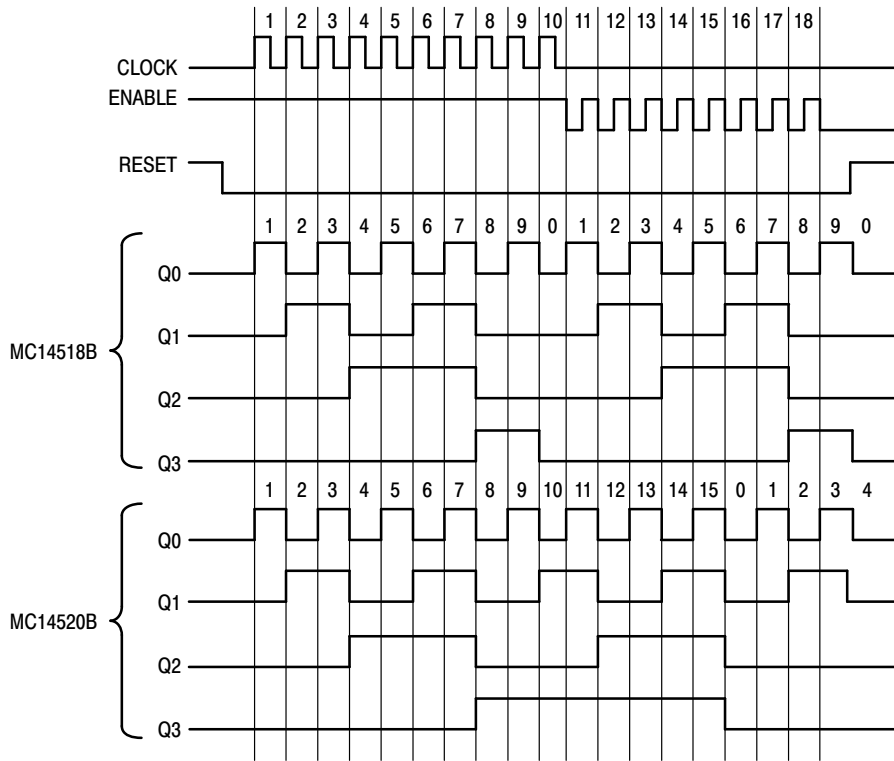 1 2 3 4 5 6 7 8 9 10 11 12 13 14 15 16 17 18
CLOCK
ENABLE
RESET
1 2 3 4 5 6 7 8 9 0 1 2 3 4 5 6 7 8 9 0
Q0
Q1
MC14518B
Q2
Q3
1 2 3 4 5 6 7 8 9 10 11 12 13 14 15 0 1 2 3 4
Q0
Q1
MC14520B
Q2
Q3